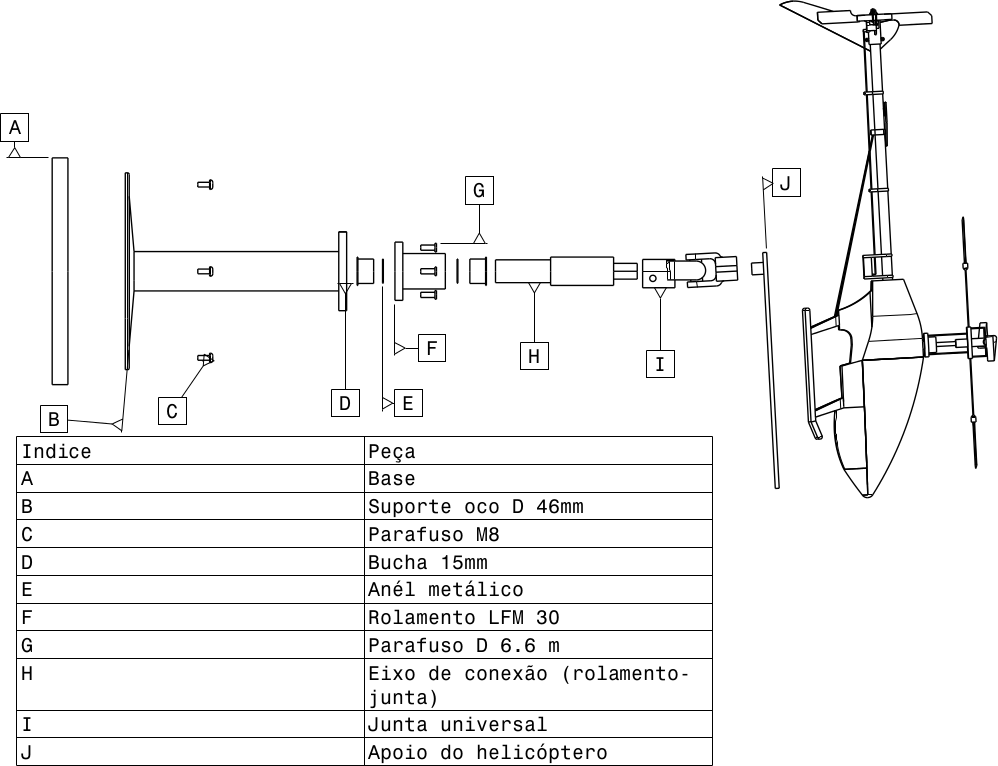 A
G
J
F
H
I
D
E
C
B
Indice Peça
A Base
B Suporte oco D 46mm
C Parafuso M8
D Bucha 15mm
E Anél metálico
F Rolamento LFM 30
G Parafuso D 6.6 m
H Eixo de conexão (rolamento-
junta)
I Junta universal
J Apoio do helicóptero